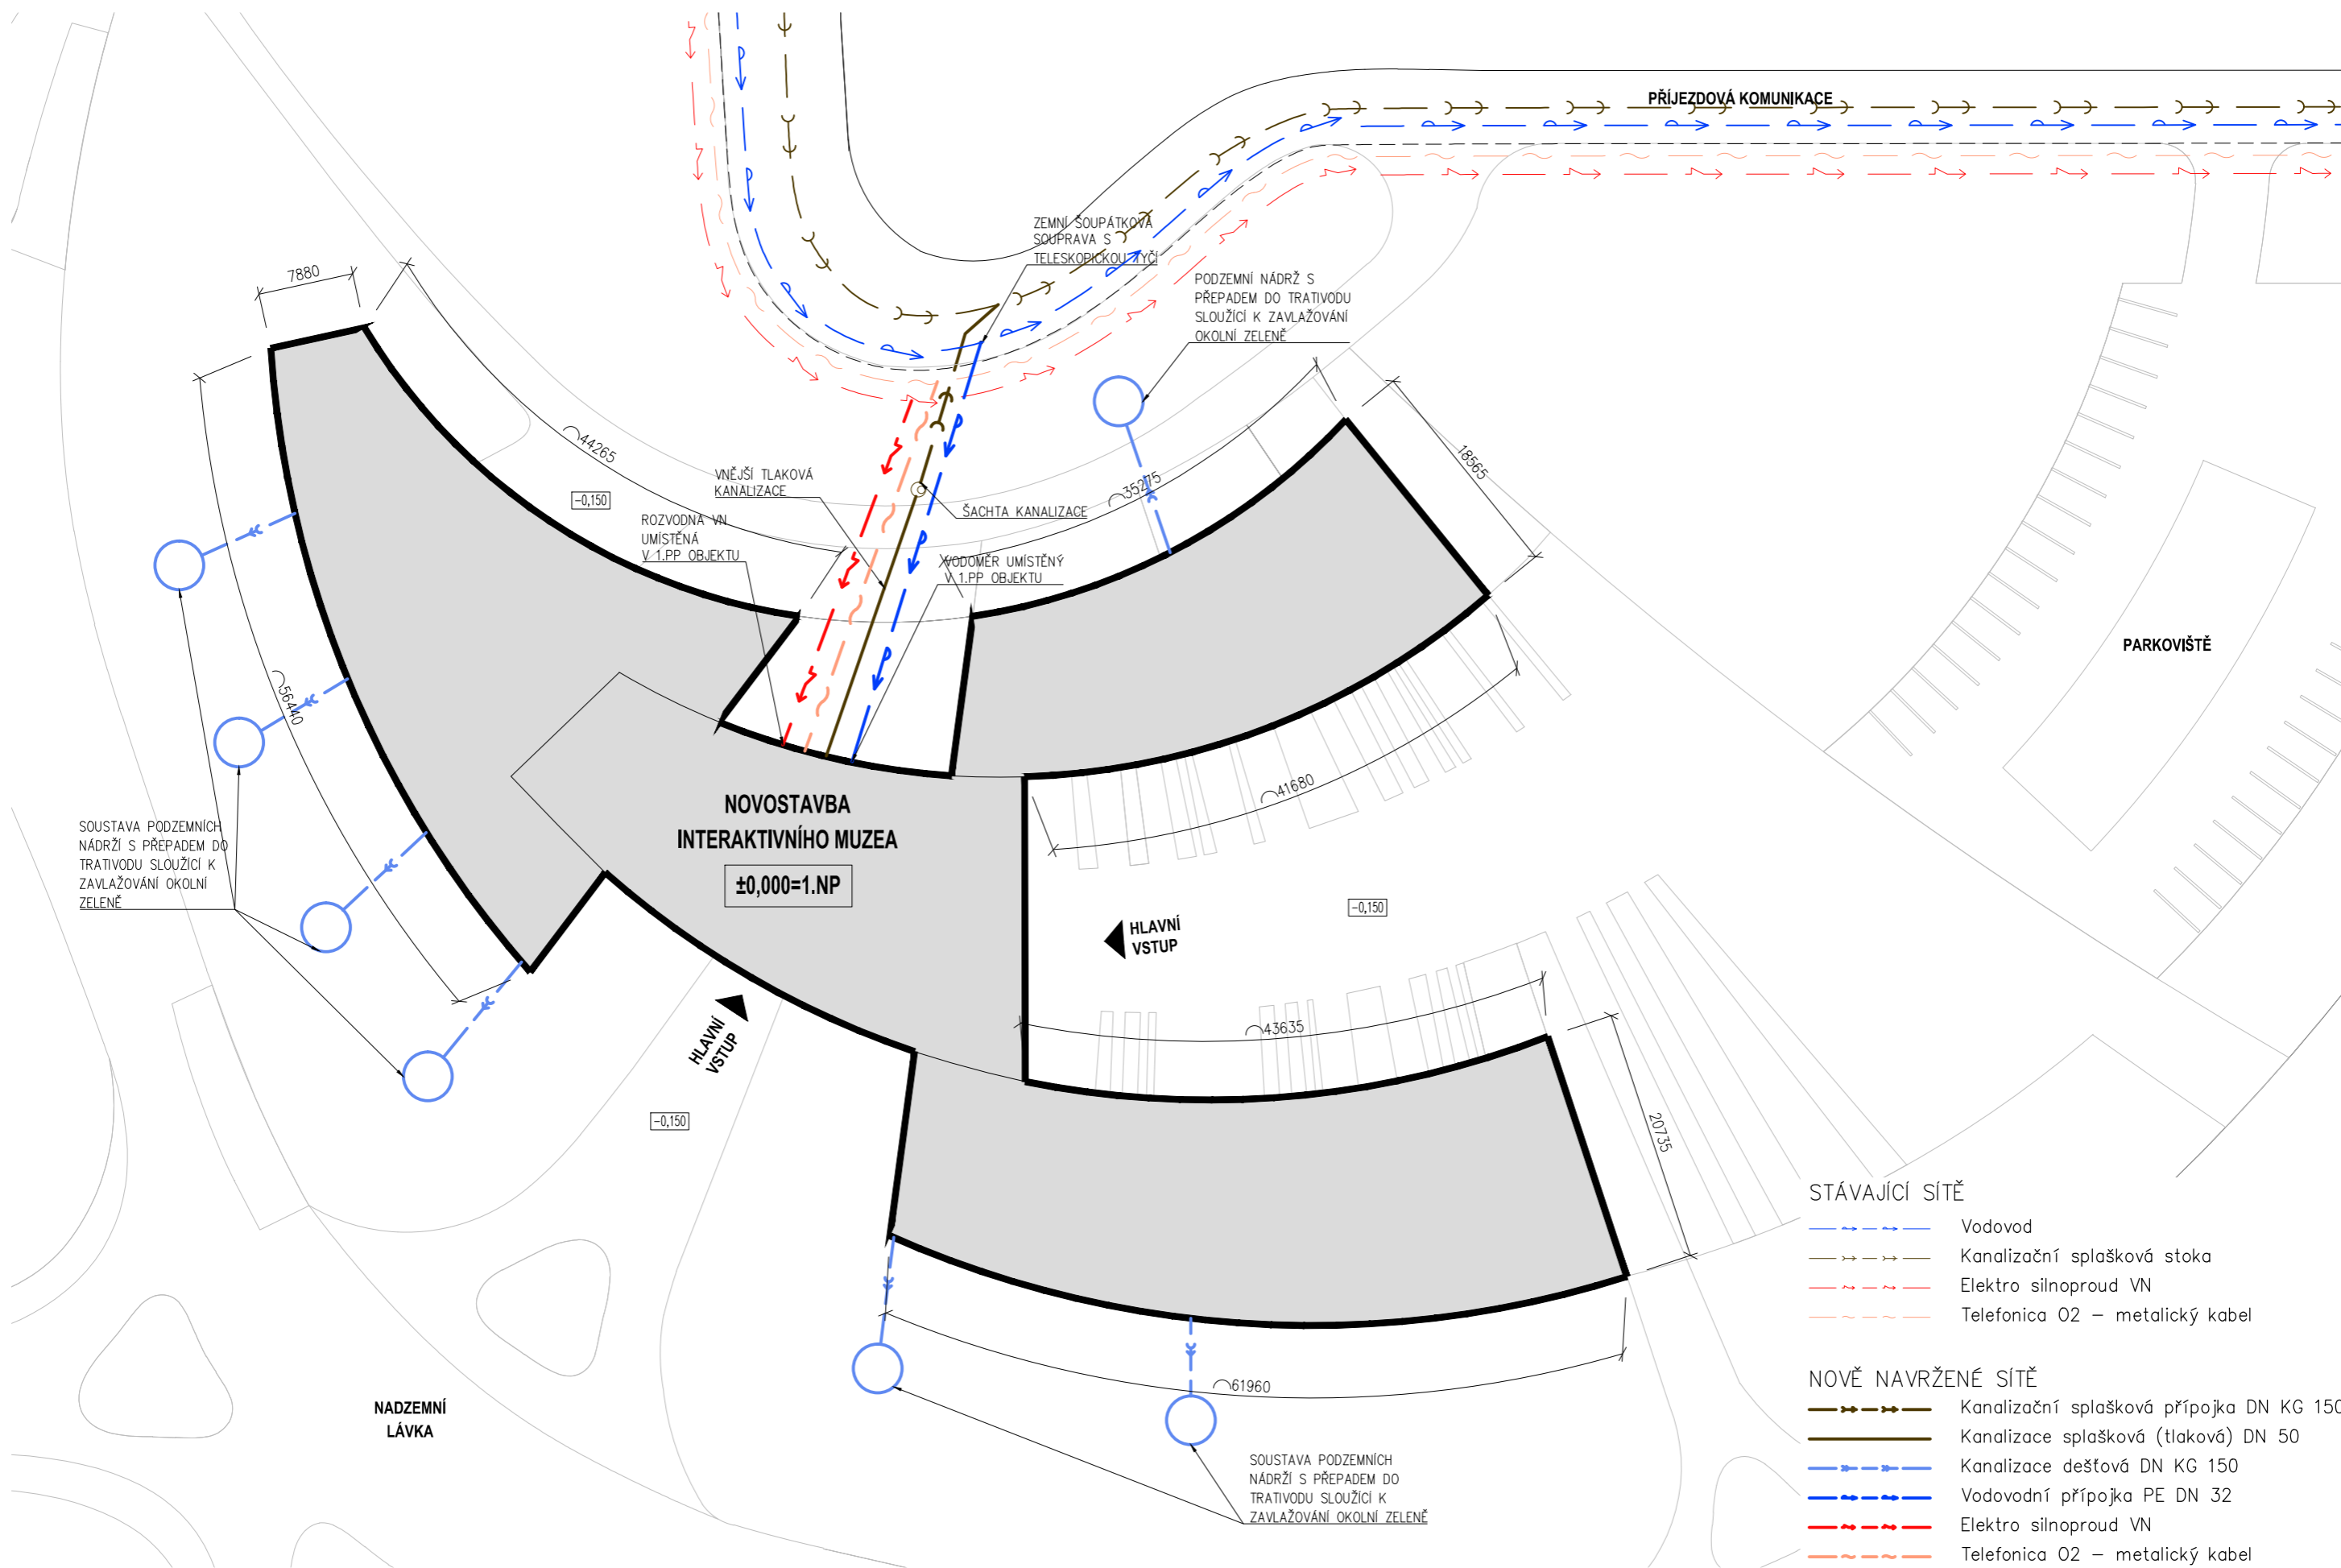 PŘÍJEZDOVÁ KOMUNIKACE
ZEMNÍ ŠOUPÁTKOVÁ
SOUPRAVA S
TELESKOPICKOU TYČÍ
PODZEMNÍ NÁDRŽ S
PŘEPADEM DO TRATIVODU
SLOUŽÍCÍ K ZAVLAŽOVÁNÍ
OKOLNÍ ZELENĚ
7880
44265
35275
18565
VNĚJŠÍ TLAKOVÁ
KANALIZACE
-0,150
ŠACHTA KANALIZACE
ROZVODNA VN
UMÍSTĚNÁ
V 1.PP OBJEKTU
VODOMĚR UMÍSTĚNÝ
V 1.PP OBJEKTU
PARKOVIŠTĚ
56440
41680
NOVOSTAVBA
INTERAKTIVNÍHO MUZEA
±0,000=1.NP
SOUSTAVA PODZEMNÍCH
NÁDRŽÍ S PŘEPADEM DO
TRATIVODU SLOUŽÍCÍ K
ZAVLAŽOVÁNÍ OKOLNÍ
ZELENĚ
HLAVNÍ
VSTUP
-0,150
HLAVNÍ
VSTUP
43635
-0,150
20735
61960
NADZEMNÍ
LÁVKA
SOUSTAVA PODZEMNÍCH
NÁDRŽÍ S PŘEPADEM DO
TRATIVODU SLOUŽÍCÍ K
ZAVLAŽOVÁNÍ OKOLNÍ ZELENĚ
STÁVAJÍCÍ SÍTĚ
Vodovod
Kanalizační splašková stoka
Elektro silnoproud VN
Telefonica O2 – metalický kabel
NOVĚ NAVRŽENÉ SÍTĚ
Kanalizační splašková přípojka DN KG 150
Kanalizace splašková (tlaková) DN 50
Kanalizace dešťová DN KG 150
Vodovodní přípojka PE DN 32
Elektro silnoproud VN
Telefonica O2 – metalický kabel